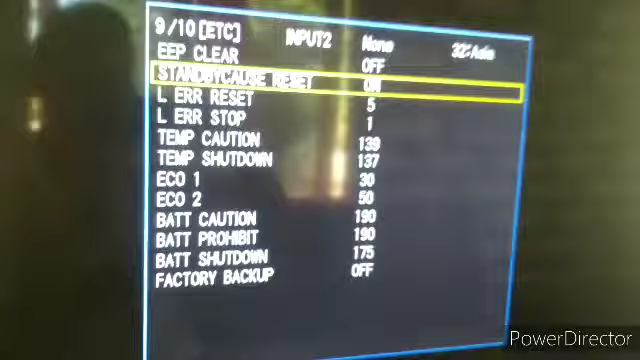 9/10[ETC] INPUT2 None 32:Asia
EEP CLEAR OFF
STANDBYCAUSE RESET ON
L ERR RESET 5
L ERR STOP 1
TEMP CAUTION 139
TEMP SHUTDOWN 137
ECO 1 30
ECO 2 50
BATT CAUTION 190
BATT PROHIBIT 190
BATT SHUTDOWN 175
FACTORY BACKUP OFF
PowerDirector